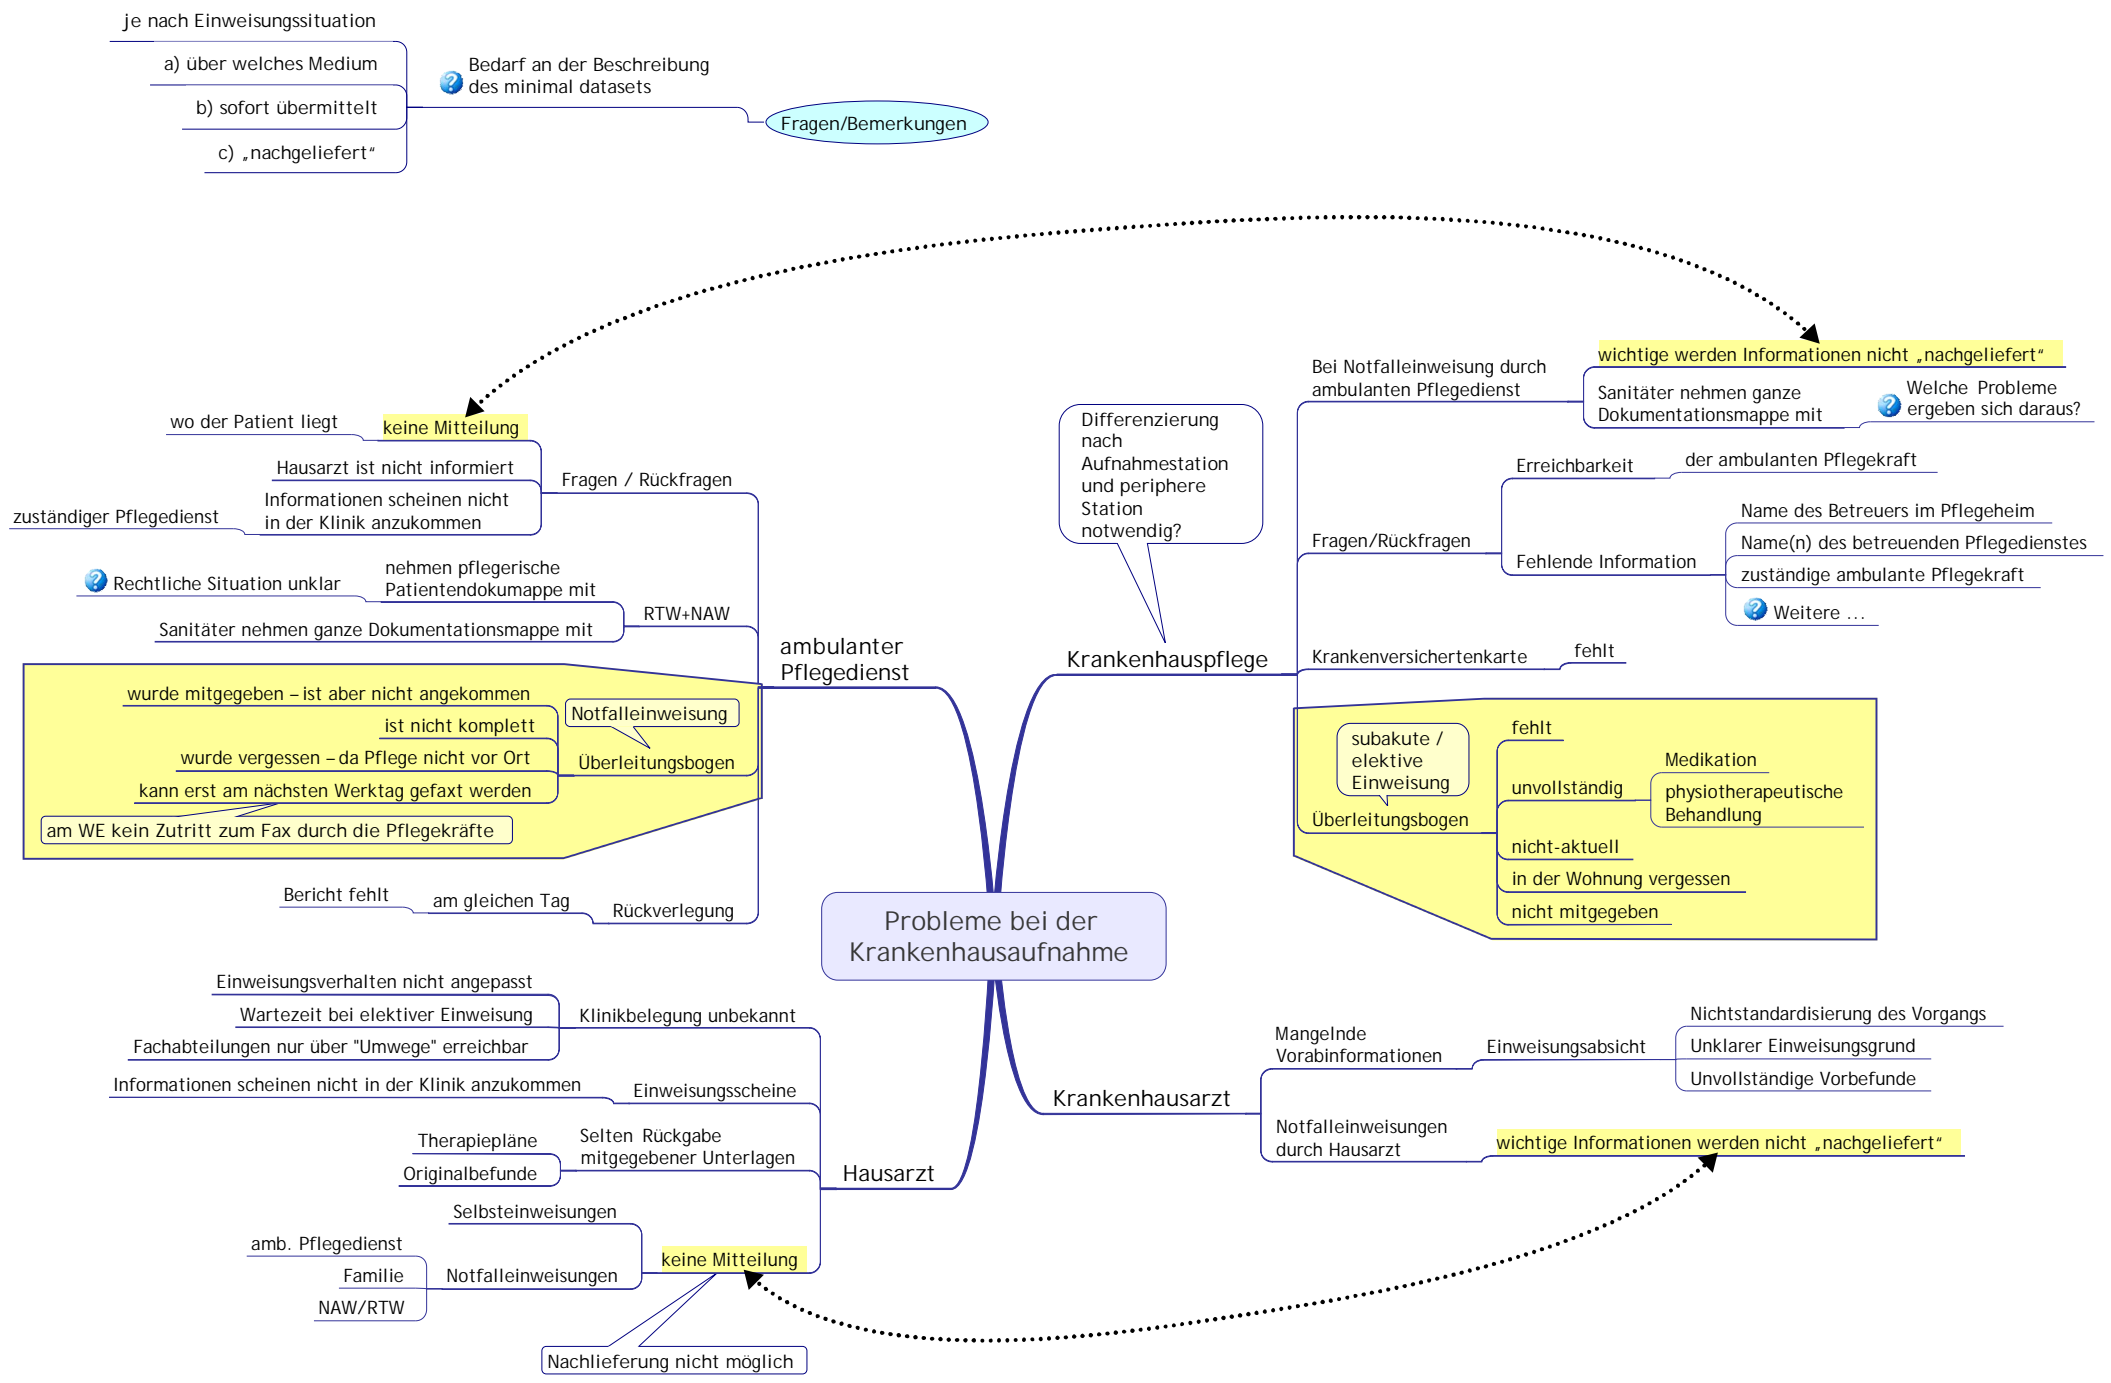 je nach Einweisungssituation
a) über welches Medium
b) sofort übermittelt
c) „nachgeliefert“
Bedarf an der Beschreibung
des minimal datasets
Fragen/Bemerkungen
wo der Patient liegt
keine Mitteilung
Hausarzt ist nicht informiert
Informationen scheinen nicht
in der Klinik anzukommen
zuständiger Pflegedienst
Fragen / Rückfragen
Rechtliche Situation unklar
nehmen pflegerische
Patientendokumappe mit
Sanitäter nehmen ganze Dokumentationsmappe mit
RTW+NAW
ambulanter
Pflegedienst
wurde mitgegeben – ist aber nicht angekommen
ist nicht komplett
wurde vergessen – da Pflege nicht vor Ort
kann erst am nächsten Werktag gefaxt werden
am WE kein Zutritt zum Fax durch die Pflegekräfte
Notfalleinweisung
Überleitungsbogen
Bericht fehlt
am gleichen Tag
Rückverlegung
Probleme bei der
Krankenhausaufnahme
Differenzierung
nach
Aufnahmestation
und periphere
Station
notwendig?
Krankenhauspflege
Bei Notfalleinweisung durch
ambulanten Pflegedienst
wichtige werden Informationen nicht „nachgeliefert“
Sanitäter nehmen ganze
Dokumentationsmappe mit
Welche Probleme
ergeben sich daraus?
Fragen/Rückfragen
Erreichbarkeit
der ambulanten Pflegekraft
Fehlende Information
Name des Betreuers im Pflegeheim
Name(n) des betreuenden Pflegedienstes
zuständige ambulante Pflegekraft
Weitere ...
Krankenversichertenkarte
fehlt
subakute /
elektive
Einweisung
Überleitungsbogen
fehlt
unvollständig
Medikation
physiotherapeutische
Behandlung
nicht-aktuell
in der Wohnung vergessen
nicht mitgegeben
Einweisungsverhalten nicht angepasst
Wartezeit bei elektiver Einweisung
Fachabteilungen nur über "Umwege" erreichbar
Klinikbelegung unbekannt
Informationen scheinen nicht in der Klinik anzukommen
Einweisungsscheine
Therapiepläne
Originalbefunde
Selten Rückgabe
mitgegebener Unterlagen
Hausarzt
Selbsteinweisungen
amb. Pflegedienst
Familie
NAW/RTW
Notfalleinweisungen
keine Mitteilung
Nachlieferung nicht möglich
Krankenhausarzt
Mangelnde
Vorabinformationen
Einweisungsabsicht
Nichtstandardisierung des Vorgangs
Unklarer Einweisungsgrund
Unvollständige Vorbefunde
Notfalleinweisungen
durch Hausarzt
wichtige Informationen werden nicht „nachgeliefert“